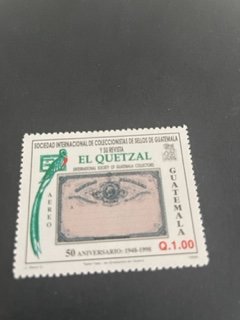 SOCIEDAD INTERNACIONAL DE COLECCIONISTAS DE SELLOS DE GUATEMALA
Y SU REVISTA
EL QUETZAL
INTERNATIONAL SOCIETY OF GUATEMALA COLLECTORS
AEREO
GUATEMALA
50 ANIVERSARIO: 1948-1998
Q.1.00